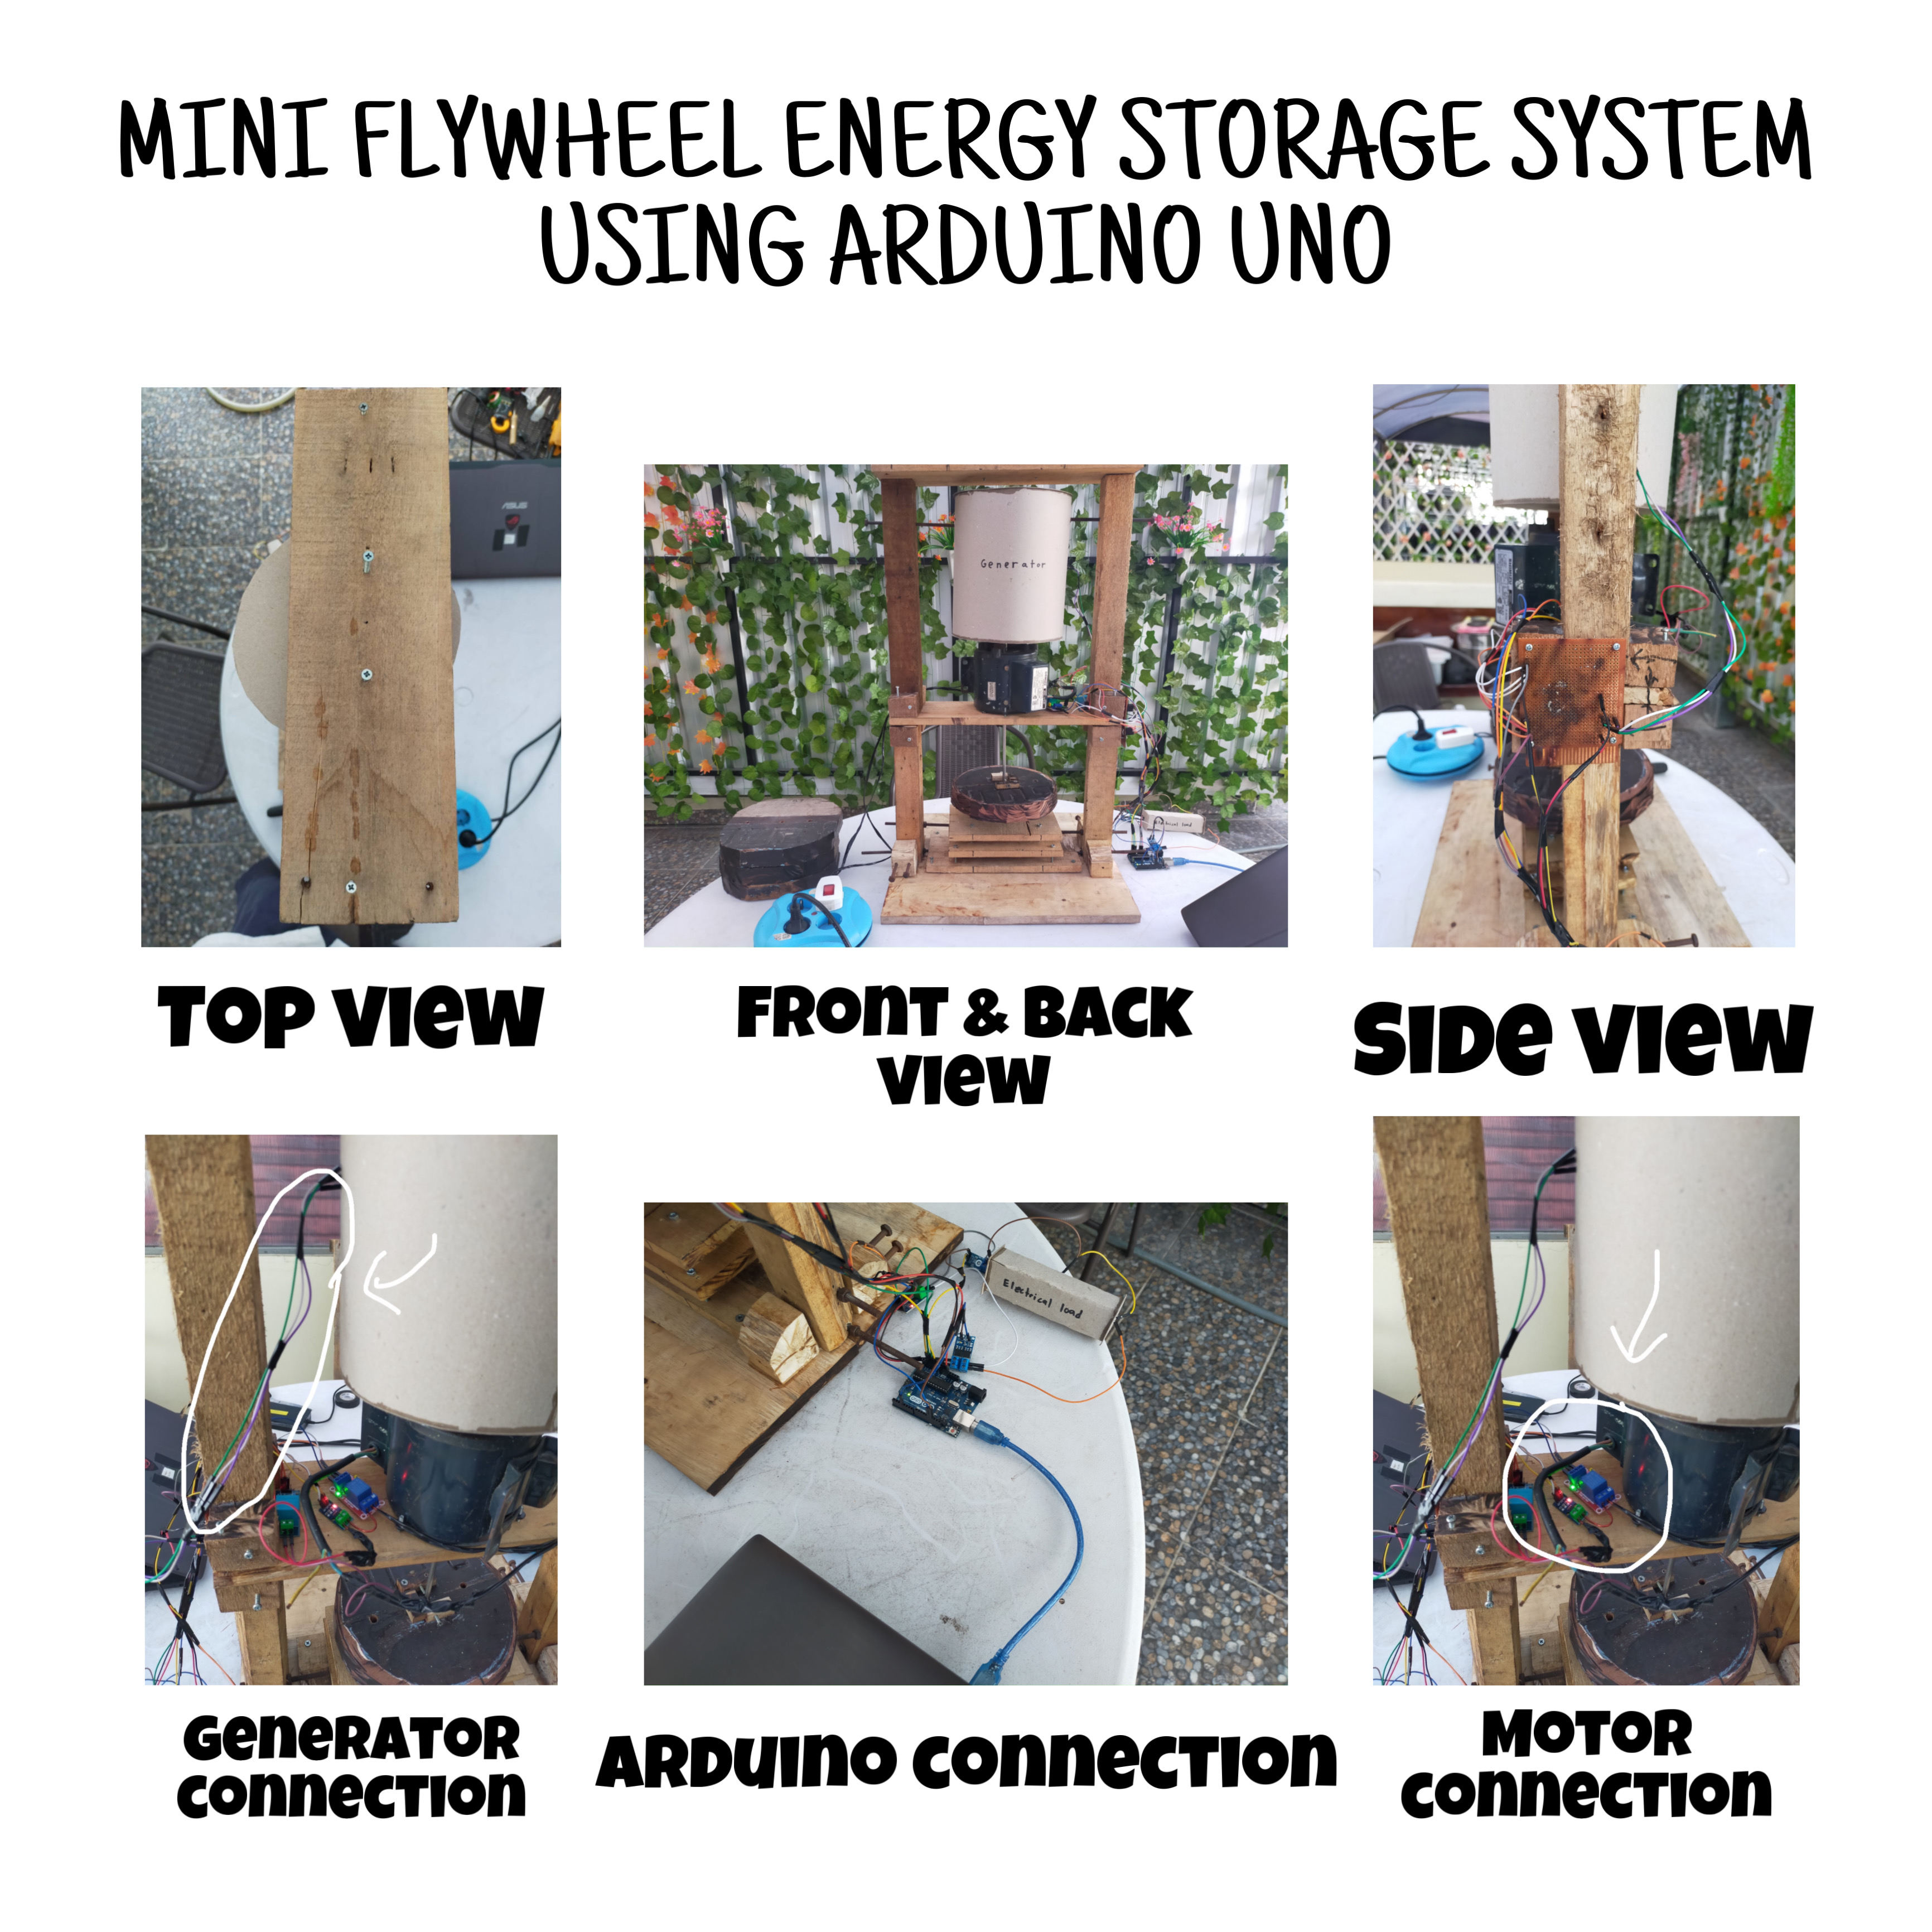 MINI FLYWHEEL ENERGY STORAGE SYSTEM
USING ARDUINO UNO
ASUS
Generator
Electrical load
TOP VIEW
FRONT & BACK
VIEW
SIDE VIEW
Electrical load
GENERATOR
CONNECTION
ARDUINO CONNECTION
MOTOR
CONNECTION